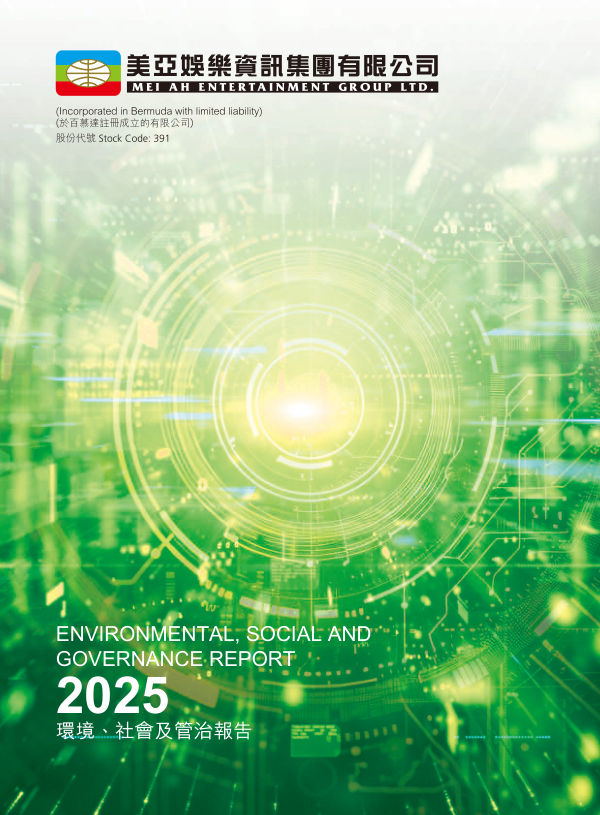 美亞娛樂資訊集團有限公司
MEI AH ENTERTAINMENT GROUP LTD.
(Incorporated in Bermuda with limited liability)
(於百慕達註冊成立的有限公司)
股份代號 Stock Code: 391
ENVIRONMENTAL, SOCIAL AND
GOVERNANCE REPORT
2025
環境、社會及管治報告